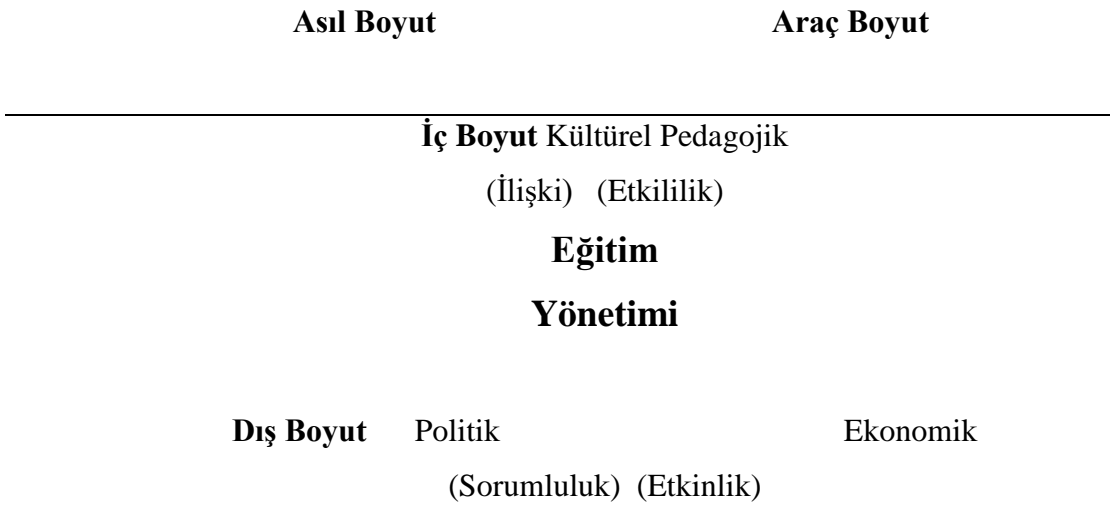 Asıl Boyut Araç Boyut
İç Boyut Kültürel Pedagojik
(İlişki) (Etkililik)
Eğitim
Yönetimi
Dış Boyut Politik Ekonomik
(Sorumluluk) (Etkinlik)